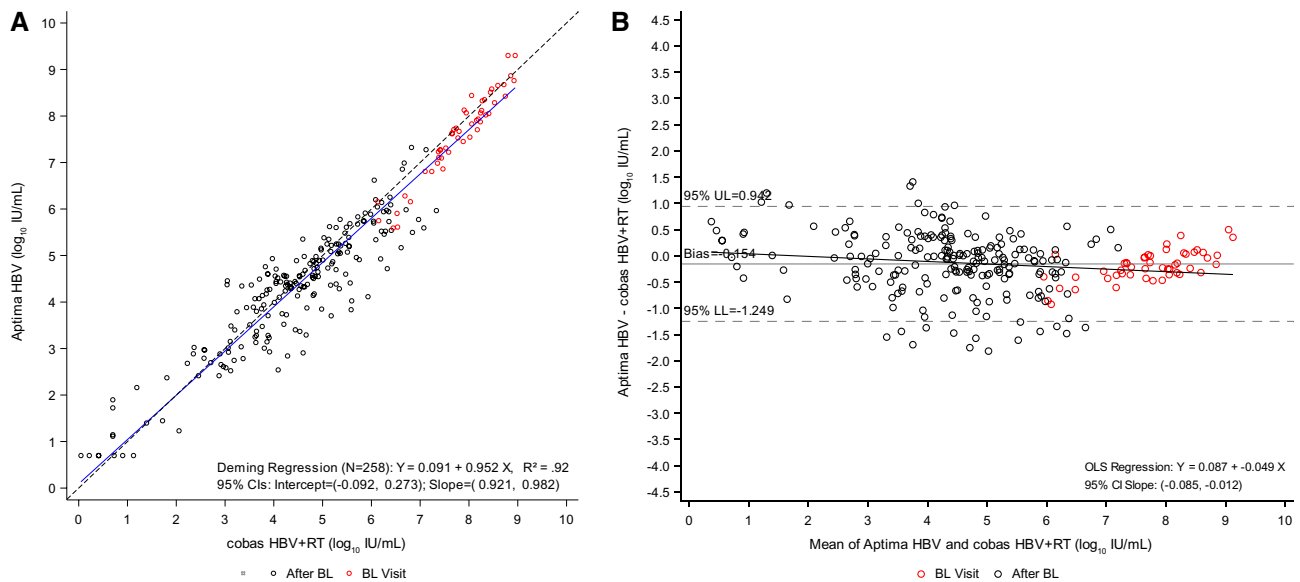 A
10
9
8
7
6
5
4
3
2
1
0
Aptima HBV (log10 IU/mL)
Deming Regression (N=258): Y = 0.091 + 0.952 X, R² = .92
95% CIs: Intercept=(-0.092, 0.273); Slope=( 0.921, 0.982)
0 1 2 3 4 5 6 7 8 9 10
cobas HBV+RT (log10 IU/mL)
After BL BL Visit
B
4.5
4.0
3.5
3.0
2.5
2.0
1.5
1.0
0.5
0.0
-0.5
-1.0
-1.5
-2.0
-2.5
-3.0
-3.5
-4.0
-4.5
Aptima HBV - cobas HBV+RT (log10 IU/mL)
95% UL=0.942
Bias=-0.154
95% LL=-1.249
OLS Regression: Y = 0.087 + -0.049 X
95% CI Slope: (-0.085, -0.012)
0 1 2 3 4 5 6 7 8 9 10
Mean of Aptima HBV and cobas HBV+RT (log10 IU/mL)
BL Visit After BL